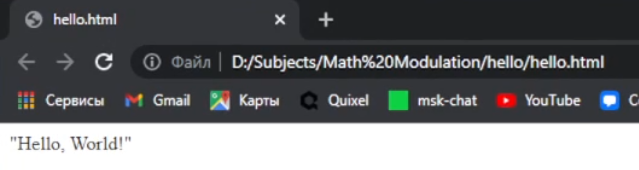 hello.html
Файл | D:/Subjects/Math%20Modulation/hello/hello.html
Сервисы Gmail Карты Quixel msk-chat YouTube
"Hello, World!"